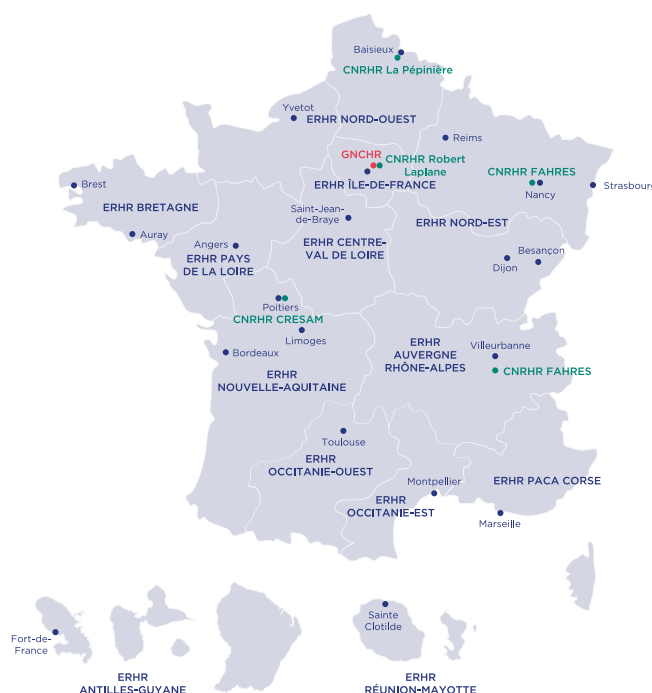 Baisieux
CNRHR La Pépinière
Yvetot
ERHR NORD-OUEST
Reims
GNCHR
CNRHR Robert
Laplane
ERHR ÎLE-DE-FRANCE
CNRHR FAHRES
Nancy
Strasbourg
Brest
ERHR BRETAGNE
Auray
Saint-Jean-
de-Braye
ERHR NORD-EST
Angers
ERHR PAYS
DE LA LOIRE
ERHR CENTRE-
VAL DE LOIRE
Besançon
Dijon
Poitiers
CNRHR CRESAM
Limoges
Bordeaux
ERHR
NOUVELLE-AQUITAINE
ERHR
AUVERGNE
RHÔNE-ALPES
Villeurbanne
CNRHR FAHRES
Toulouse
ERHR
OCCITANIE-OUEST
Montpellier
ERHR
OCCITANIE-EST
ERHR PACA CORSE
Marseille
Fort-de-
France
ERHR
ANTILLES-GUYANE
Sainte
Clotilde
ERHR
RÉUNION-MAYOTTE